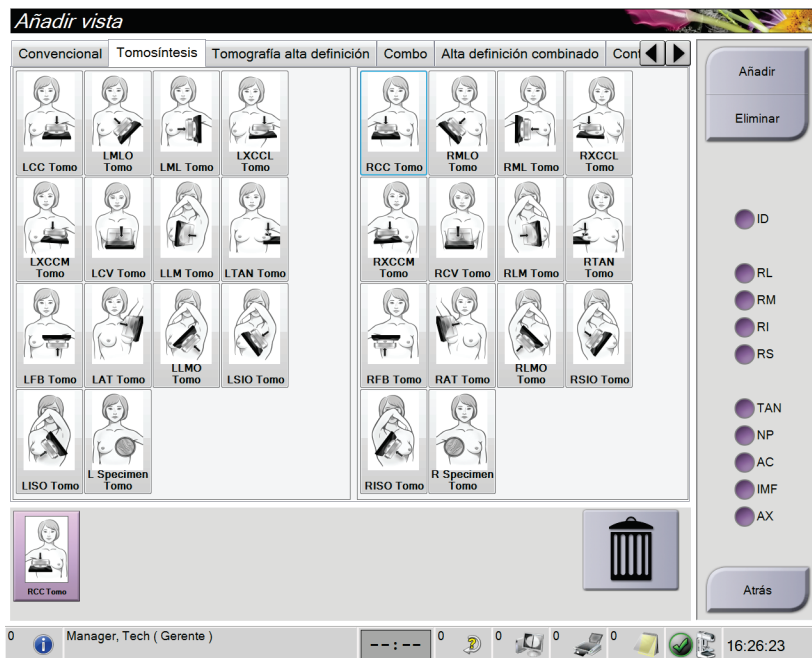 Añadir vista
Convencional Tomosíntesis Tomografía alta definición Combo Alta definición combinado Cont
LCC Tomo
LMLO
Tomo
LML Tomo
LXCCL
Tomo
RCC Tomo
RMLO
Tomo
RML Tomo
RXCCL
Tomo
LXCCM
Tomo
LCV Tomo
LLM Tomo
LTAN Tomo
RXCCM
Tomo
RCV Tomo
RLM Tomo
RTAN
Tomo
LFB Tomo
LAT Tomo
LLMO
Tomo
LSIO Tomo
RFB Tomo
RAT Tomo
RLMO
Tomo
RSIO Tomo
LISO Tomo
L Specimen
Tomo
RISO Tomo
R Specimen
Tomo
Añadir
Eliminar
ID
RL
RM
RI
RS
TAN
NP
AC
IMF
AX
RCC Tomo
Atrás
0 Manager, Tech ( Gerente ) --:-- 0 0 0 0 16:26:23